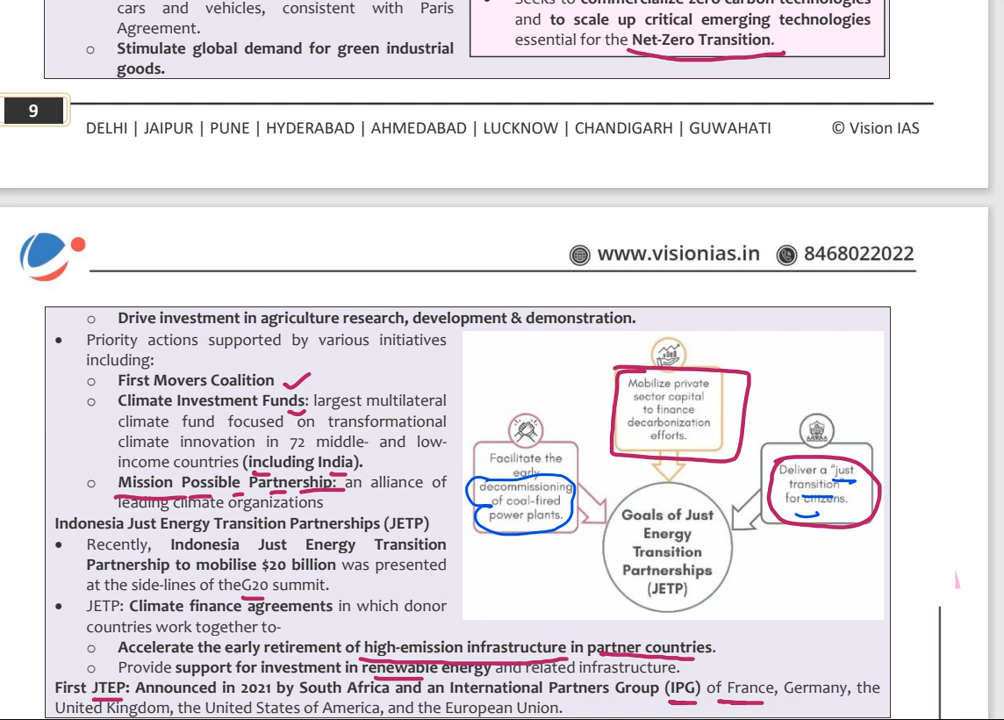 cars and vehicles, consistent with Paris
Agreement.
o Stimulate global demand for green industrial
goods.
and to scale up critical emerging technologies
essential for the Net-Zero Transition.
9
DELHI | JAIPUR | PUNE | HYDERABAD | AHMEDABAD | LUCKNOW | CHANDIGARH | GUWAHATI © Vision IAS
www.visionias.in 8468022022
o Drive investment in agriculture research, development & demonstration.
• Priority actions supported by various initiatives
including:
o First Movers Coalition
o Climate Investment Funds: largest multilateral
climate fund focused on transformational
climate innovation in 72 middle- and low-
income countries (including India).
o Mission Possible Partnership: an alliance of
leading climate organizations
Indonesia Just Energy Transition Partnerships (JETP)
• Recently, Indonesia Just Energy Transition
Partnership to mobilise $20 billion was presented
at the side-lines of theG20 summit.
• JETP: Climate finance agreements in which donor
countries work together to-
Mobilize private
sector capital
to finance
decarbonization
efforts.
Facilitate the
early
decommissioning
of coal-fired
power plants.
Deliver a "just
transition"
for citizens.
Goals of Just
Energy
Transition
Partnerships
(JETP)
o Accelerate the early retirement of high-emission infrastructure in partner countries.
o Provide support for investment in renewable energy and related infrastructure.
First JTEP: Announced in 2021 by South Africa and an International Partners Group (IPG) of France, Germany, the
United Kingdom, the United States of America, and the European Union.